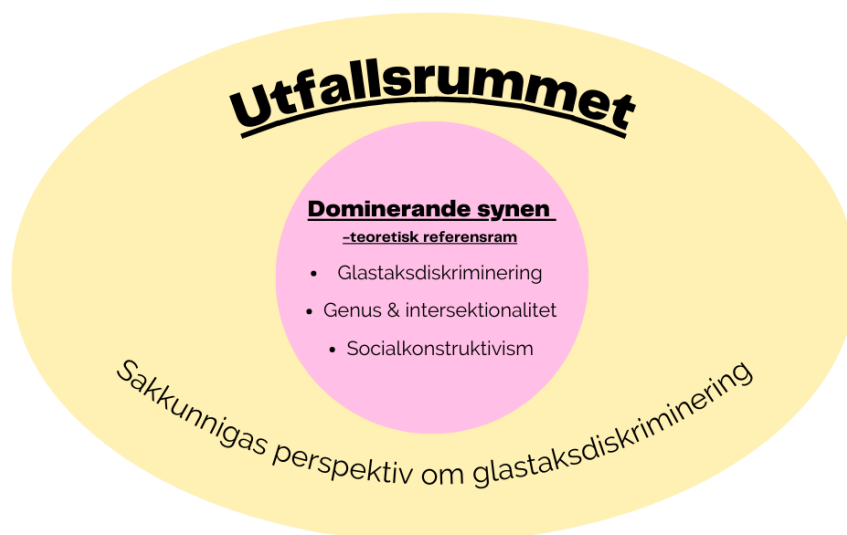 Utfallsrummet
Dominerande synen
-teoretisk referensram
• Glastaksdiskriminering
• Genus & intersektionalitet
• Socialkonstruktivism
Sakkunnigas perspektiv om glastaksdiskriminering